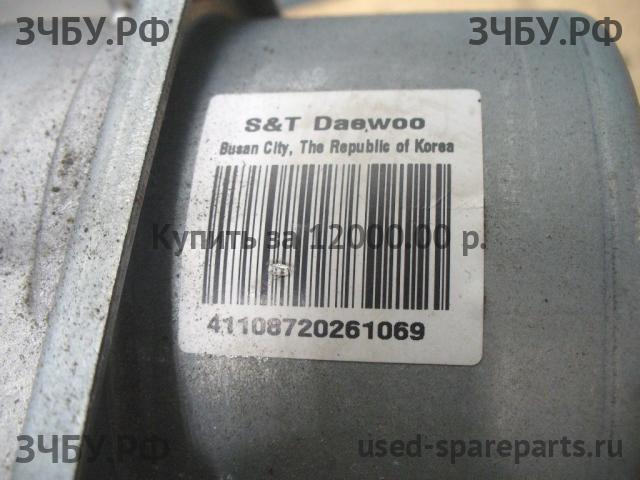 ЗЧБУ.РФ ЗЧБУ.РФ
S&T Daewoo
Busan City, The Republic of Korea
Купить за 12000.00 р.
41108720261069
ЗЧБУ.РФ used-spareparts.ru